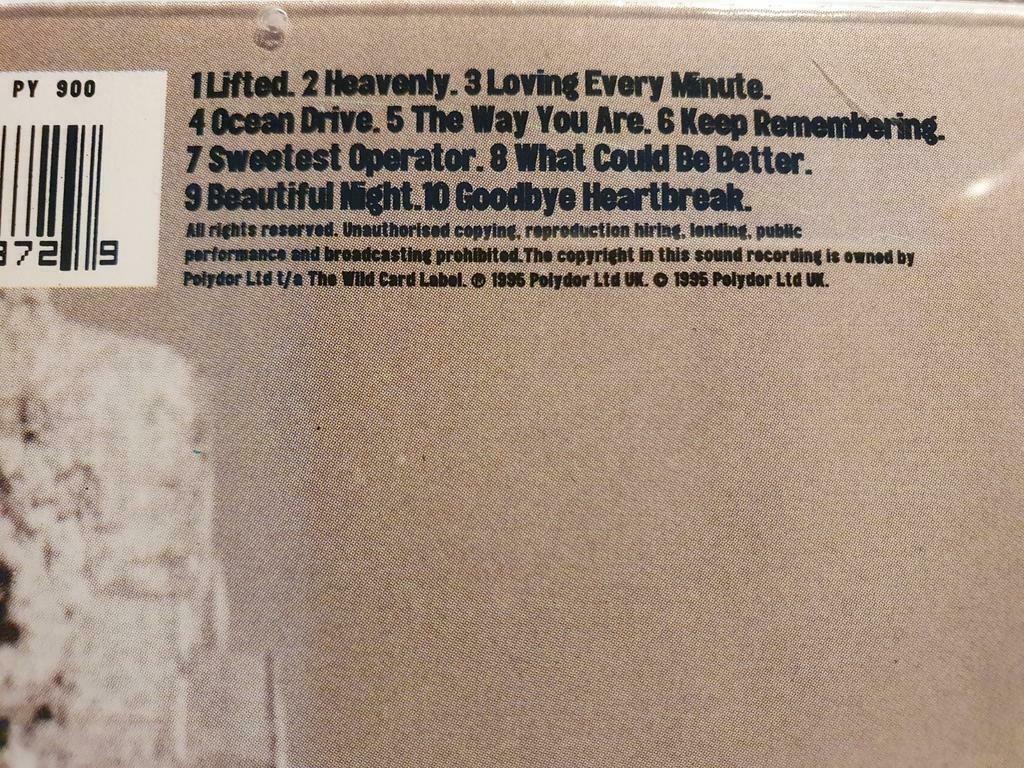 PY 900
1 Lifted. 2 Heavenly. 3 Loving Every Minute.
4 Ocean Drive. 5 The Way You Are. 6 Keep Remembering.
7 Sweetest Operator. 8 What Could Be Better.
9 Beautiful Night. 10 Goodbye Heartbreak.
All rights reserved. Unauthorised copying, reproduction hiring, lending, public
performance and broadcasting prohibited. The copyright in this sound recording is owned by
Polydor Ltd t/a The Wild Card Label. ℗ 1995 Polydor Ltd UK. © 1995 Polydor Ltd UK.
372 9